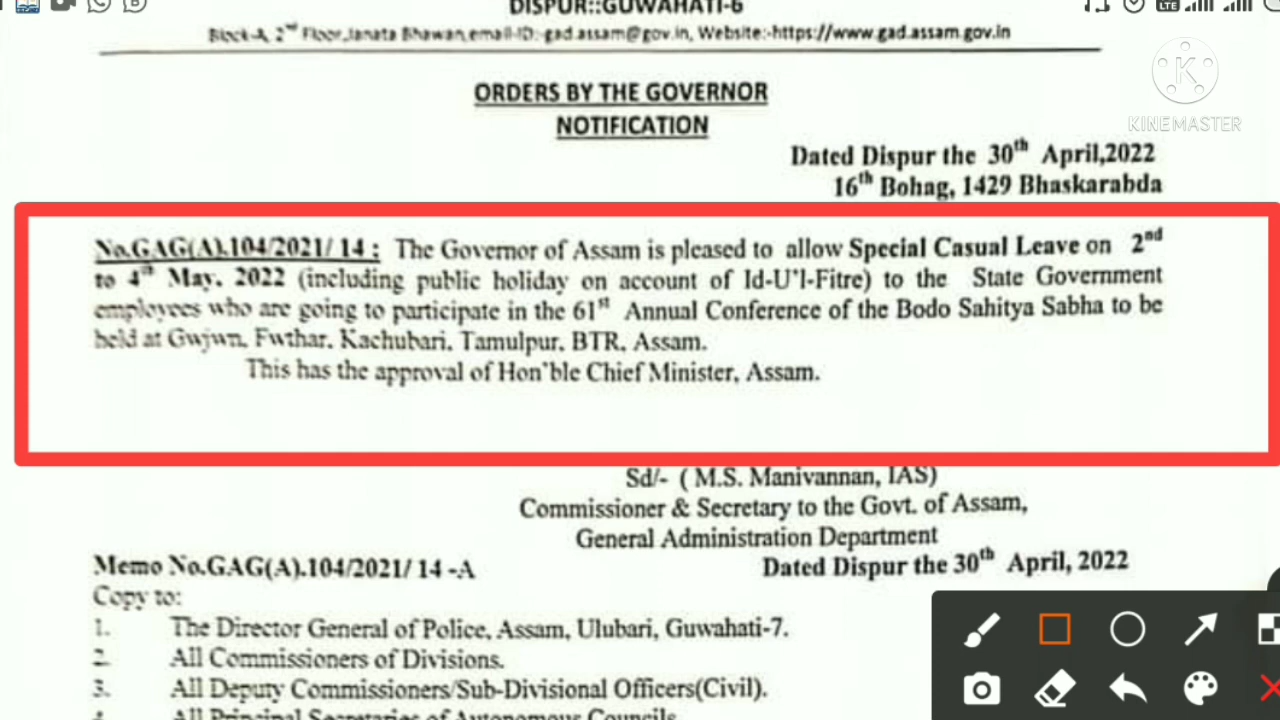 DISPUR::GUWAHATI-6
Block-A, 2nd Floor,Janata Bhawan,email-ID:-gad.assam@gov.in, Website:-https://www.gad.assam.gov.in
ORDERS BY THE GOVERNOR
NOTIFICATION
Dated Dispur the 30th April,2022
16th Bohag, 1429 Bhaskarabda
No.GAG(A).104/2021/ 14 : The Governor of Assam is pleased to allow Special Casual Leave on 2nd
to 4th May, 2022 (including public holiday on account of Id-U'l-Fitre) to the State Government
employees who are going to participate in the 61st Annual Conference of the Bodo Sahitya Sabha to be
held at Gwjwn, Fwthar, Kachubari, Tamulpur, BTR, Assam.
This has the approval of Hon'ble Chief Minister, Assam.
Sd/- ( M.S. Manivannan, IAS)
Commissioner & Secretary to the Govt. of Assam,
General Administration Department
Memo No.GAG(A).104/2021/ 14 -A Dated Dispur the 30th April, 2022
Copy to:
1. The Director General of Police, Assam, Ulubari, Guwahati-7.
2. All Commissioners of Divisions.
3. All Deputy Commissioners/Sub-Divisional Officers(Civil).
4. All Principal Secretaries of Autonomous Councils
K
KINEMASTER
LTE